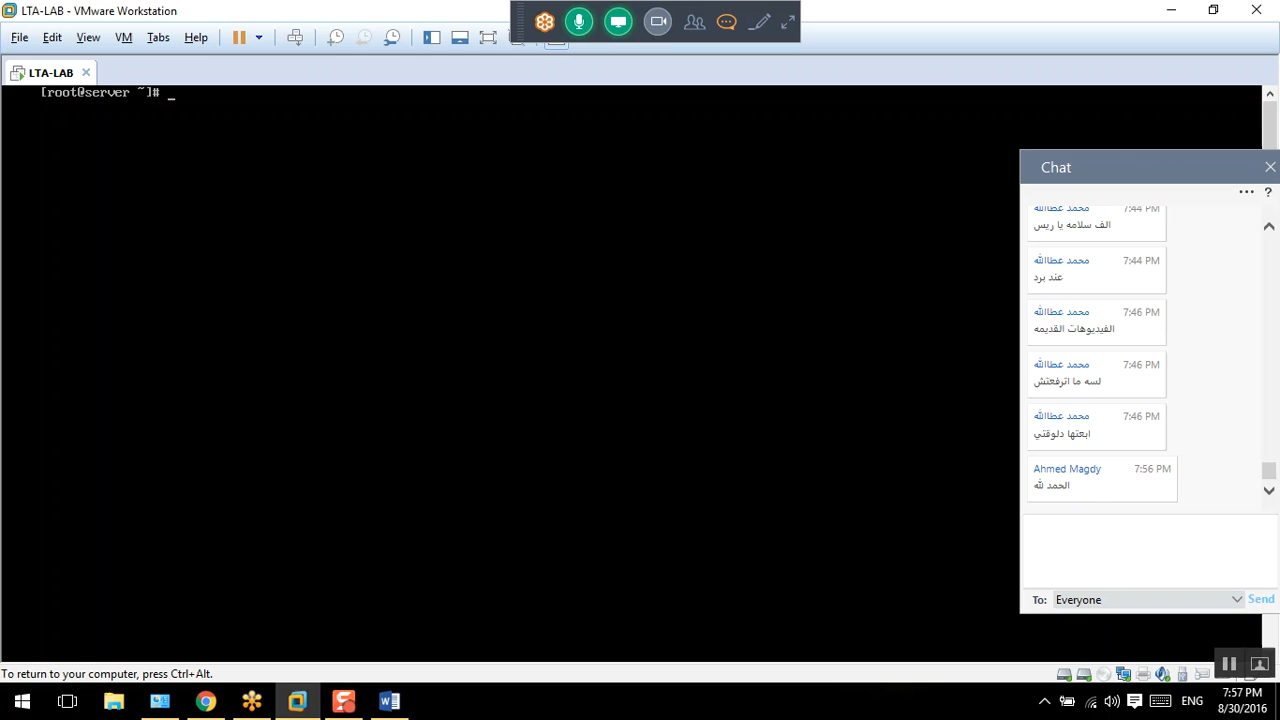 LTA-LAB - VMware Workstation
File Edit View VM Tabs Help
LTA-LAB
[root@server ~]# _
Chat
?
محمد عطاالله 7:44 PM
الف سلامه يا ريس
محمد عطاالله 7:44 PM
عند برد
محمد عطاالله 7:46 PM
الفيديوهات القديمه
محمد عطاالله 7:46 PM
لسه ما اترفعتش
محمد عطاالله 7:46 PM
ابعتها دلوقتي
Ahmed Magdy 7:56 PM
الحمد لله
To: Everyone Send
To return to your computer, press Ctrl+Alt.
ENG
7:57 PM
8/30/2016